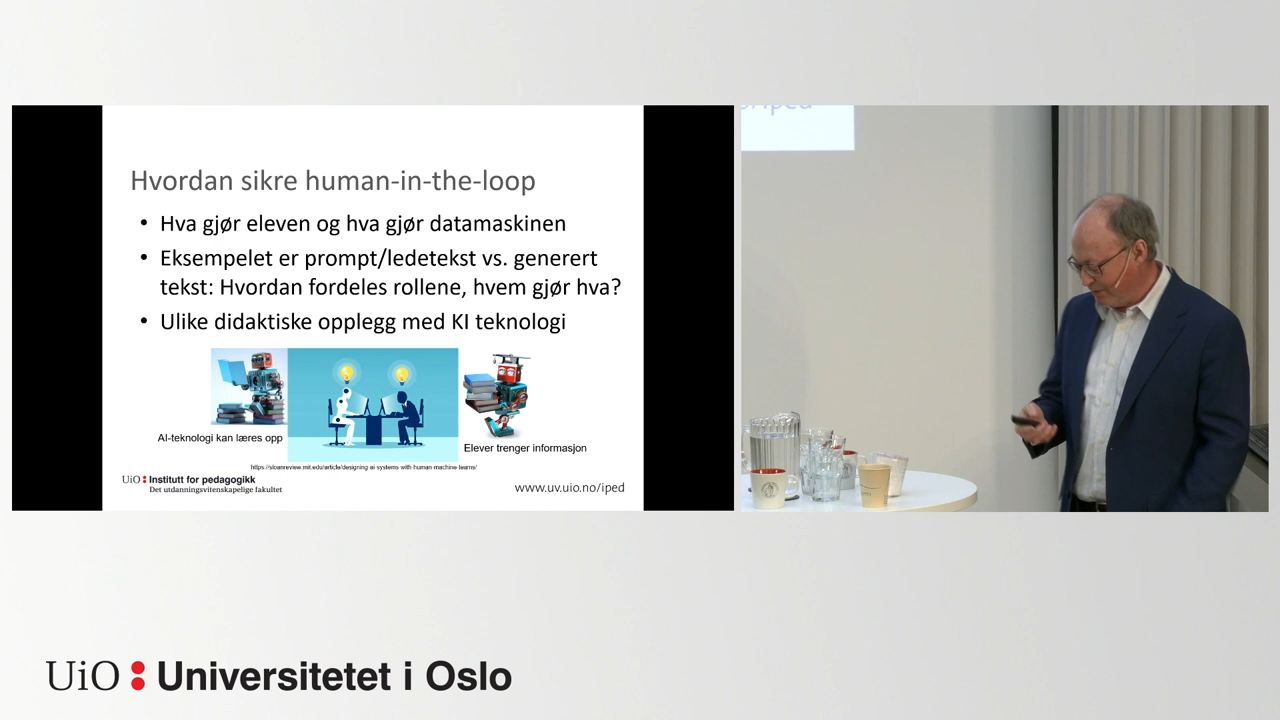 Hvordan sikre human-in-the-loop
• Hva gjør eleven og hva gjør datamaskinen
• Eksempelet er prompt/ledetekst vs. generert
tekst: Hvordan fordeles rollene, hvem gjør hva?
• Ulike didaktiske opplegg med KI teknologi
AI-teknologi kan læres opp
Elever trenger informasjon
https://sloanreview.mit.edu/article/designing-ai-systems-with-human-machine-teams/
UiO Institutt for pedagogikk
Det utdanningsvitenskapelige fakultet
www.uv.uio.no/iped
UiO Universitetet i Oslo